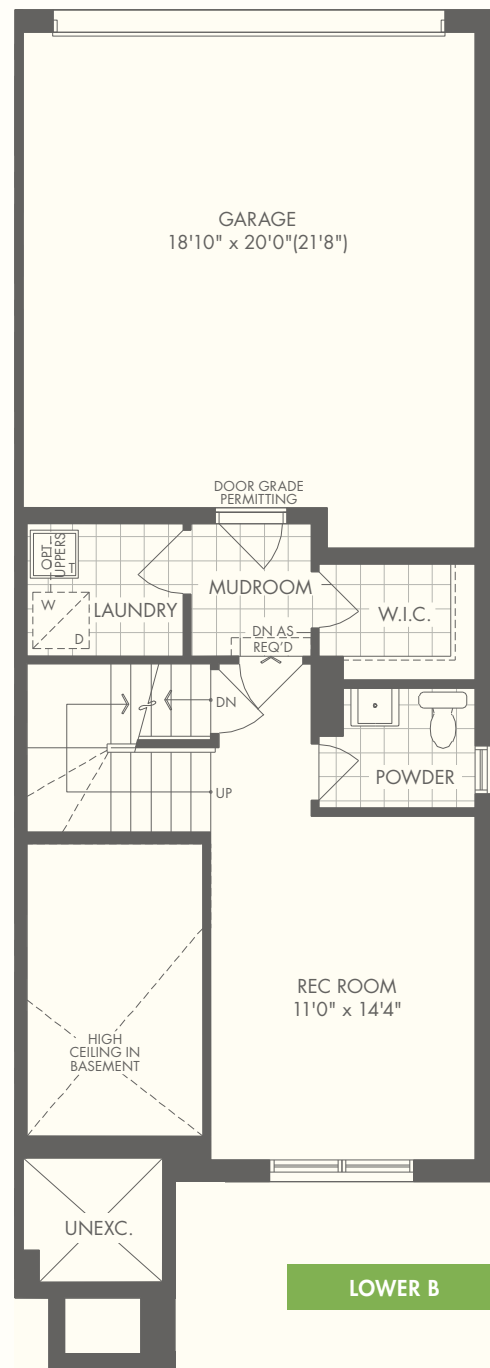 GARAGE
18'10" x 20'0"(21'8")
DOOR GRADE
PERMITTING
OPT
UPPERS
T
W
D
LAUNDRY
MUDROOM
W.I.C.
DN AS
REQ'D
DN
UP
POWDER
REC ROOM
11'0" x 14'4"
HIGH
CEILING IN
BASEMENT
UNEXC.
LOWER B